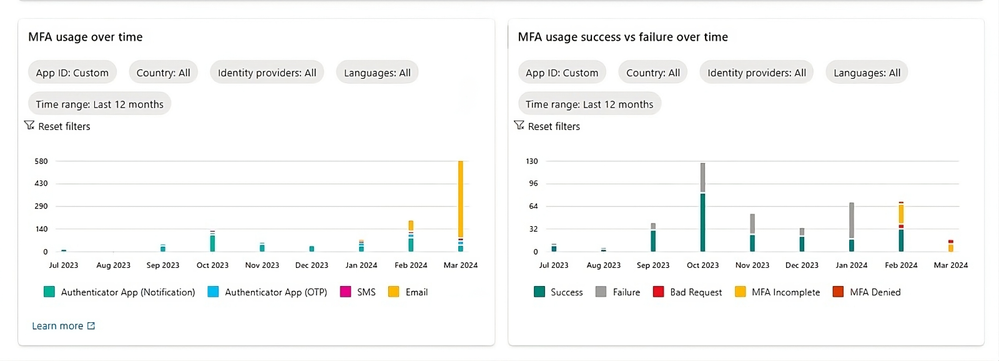 MFA usage over time
App ID: Custom
Country: All
Identity providers: All
Languages: All
Time range: Last 12 months
Reset filters
580
430
290
140
0
Jul 2023 Aug 2023 Sep 2023 Oct 2023 Nov 2023 Dec 2023 Jan 2024 Feb 2024 Mar 2024
Authenticator App (Notification) Authenticator App (OTP) SMS Email
Learn more
MFA usage success vs failure over time
App ID: Custom
Country: All
Identity providers: All
Languages: All
Time range: Last 12 months
Reset filters
130
96
64
32
0
Jul 2023 Aug 2023 Sep 2023 Oct 2023 Nov 2023 Dec 2023 Jan 2024 Feb 2024 Mar 2024
Success Failure Bad Request MFA Incomplete MFA Denied